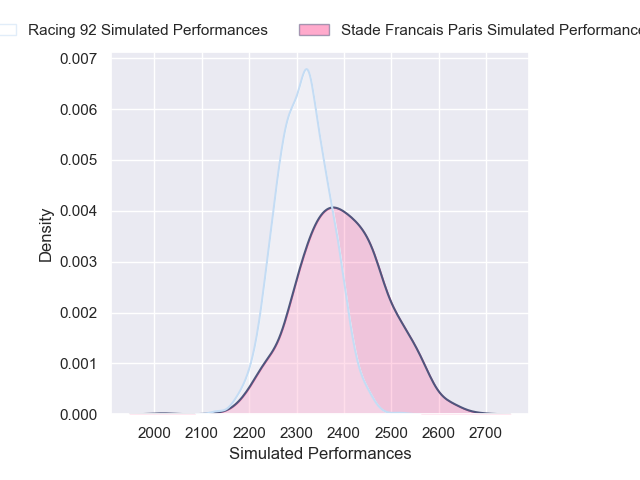 Racing 92 Simulated Performances Stade Francais Paris Simulated Performance
0.007
0.006
0.005
0.004
0.003
0.002
0.001
0.000
Density
2000 2100 2200 2300 2400 2500 2600 2700
Simulated Performances